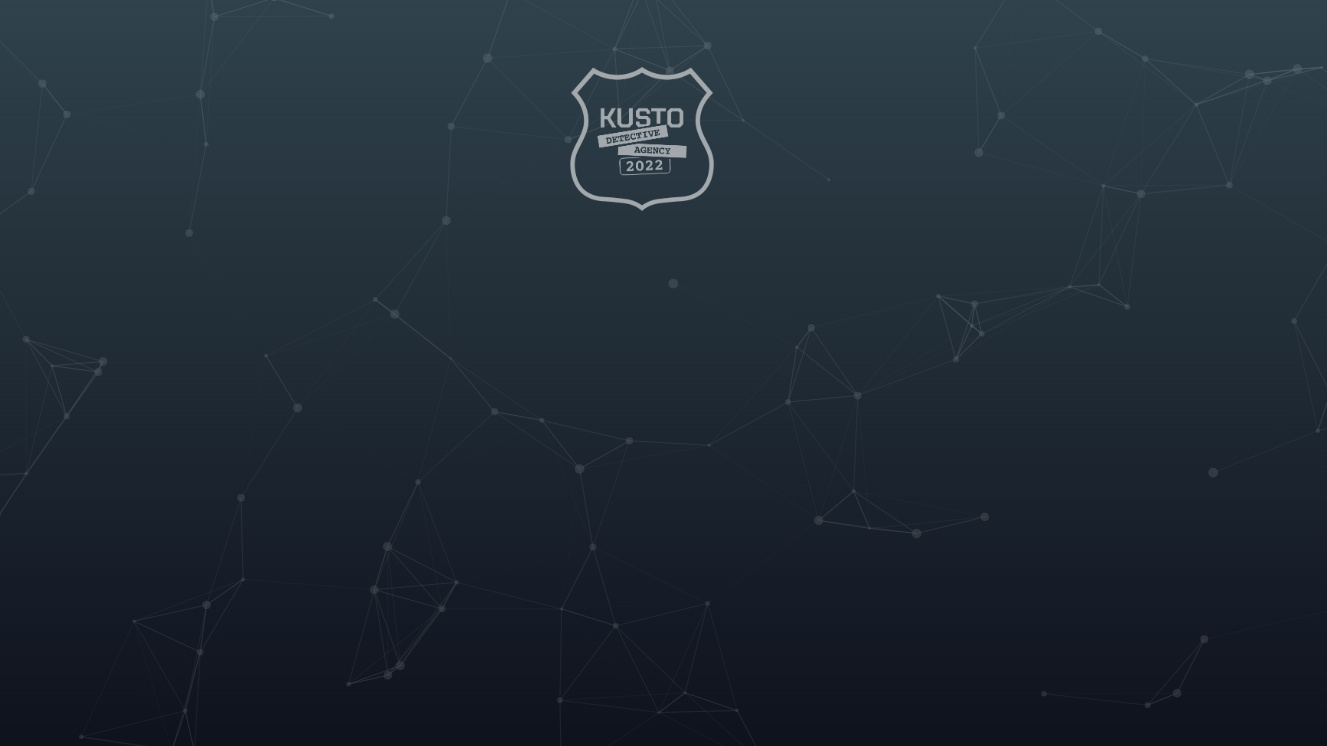 KUSTO
DETECTIVE
AGENCY
2022